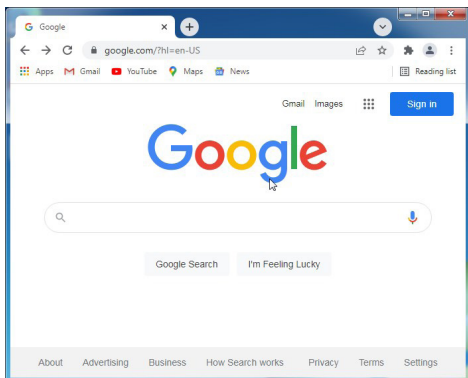 Google
google.com/?hl=en-US
Apps Gmail YouTube Maps News Reading list
Gmail Images Sign in
Google
Google Search I'm Feeling Lucky
About Advertising Business How Search works Privacy Terms Settings